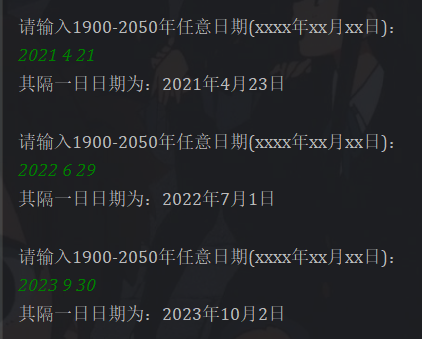 请输入1900-2050年任意日期(xxxx年xx月xx日)：
2021 4 21
其隔一日日期为：2021年4月23日
请输入1900-2050年任意日期(xxxx年xx月xx日)：
2022 6 29
其隔一日日期为：2022年7月1日
请输入1900-2050年任意日期(xxxx年xx月xx日)：
2023 9 30
其隔一日日期为：2023年10月2日